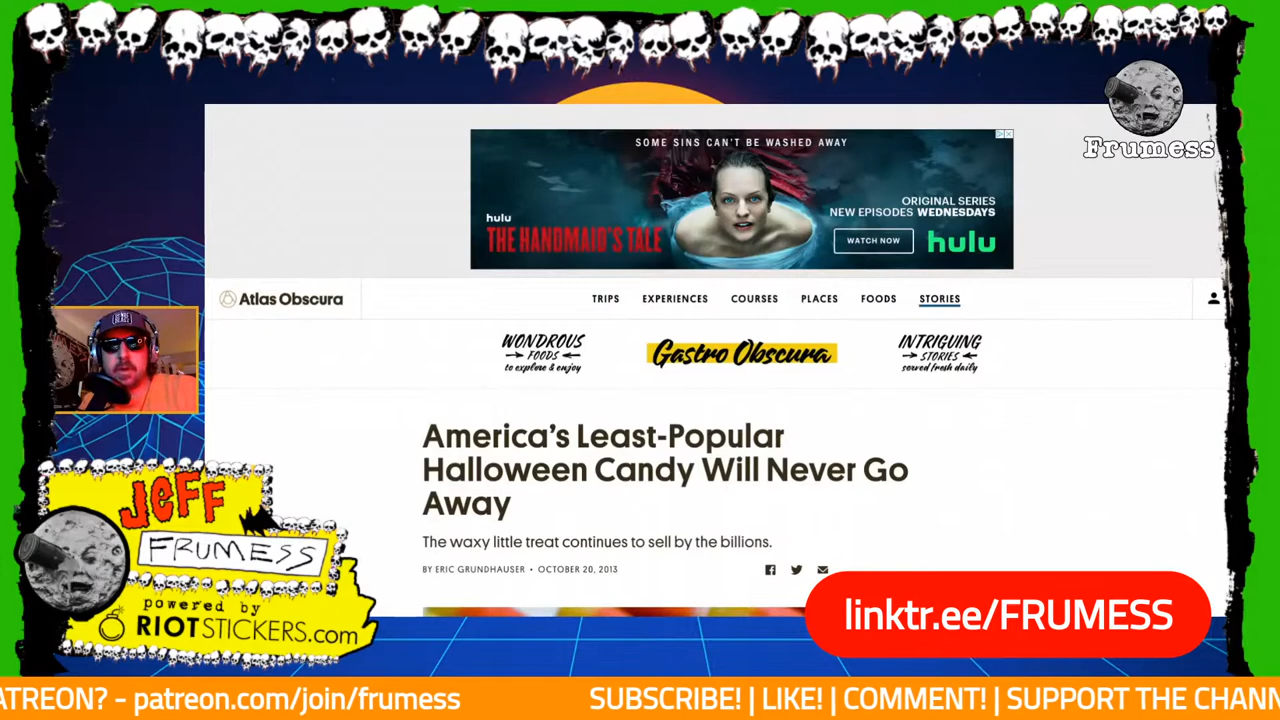 SOME SINS CAN'T BE WASHED AWAY
Frumess
hulu
THE HANDMAID'S TALE
ORIGINAL SERIES
NEW EPISODES WEDNESDAYS
WATCH NOW
hulu
Atlas Obscura
TRIPS EXPERIENCES COURSES PLACES FOODS STORIES
WONDROUS
FOODS
to explore & enjoy
Gastro Obscura
INTRIGUING
STORIES
served fresh daily
America's Least-Popular
Halloween Candy Will Never Go
Away
The waxy little treat continues to sell by the billions.
BY ERIC GRUNDHAUSER • OCTOBER 20, 2013
JEFF
FRUMESS
powered by
RIOTSTICKERS.com
linktr.ee/FRUMESS
ATREON? - patreon.com/join/frumess SUBSCRIBE! | LIKE! | COMMENT! | SUPPORT THE CHANN